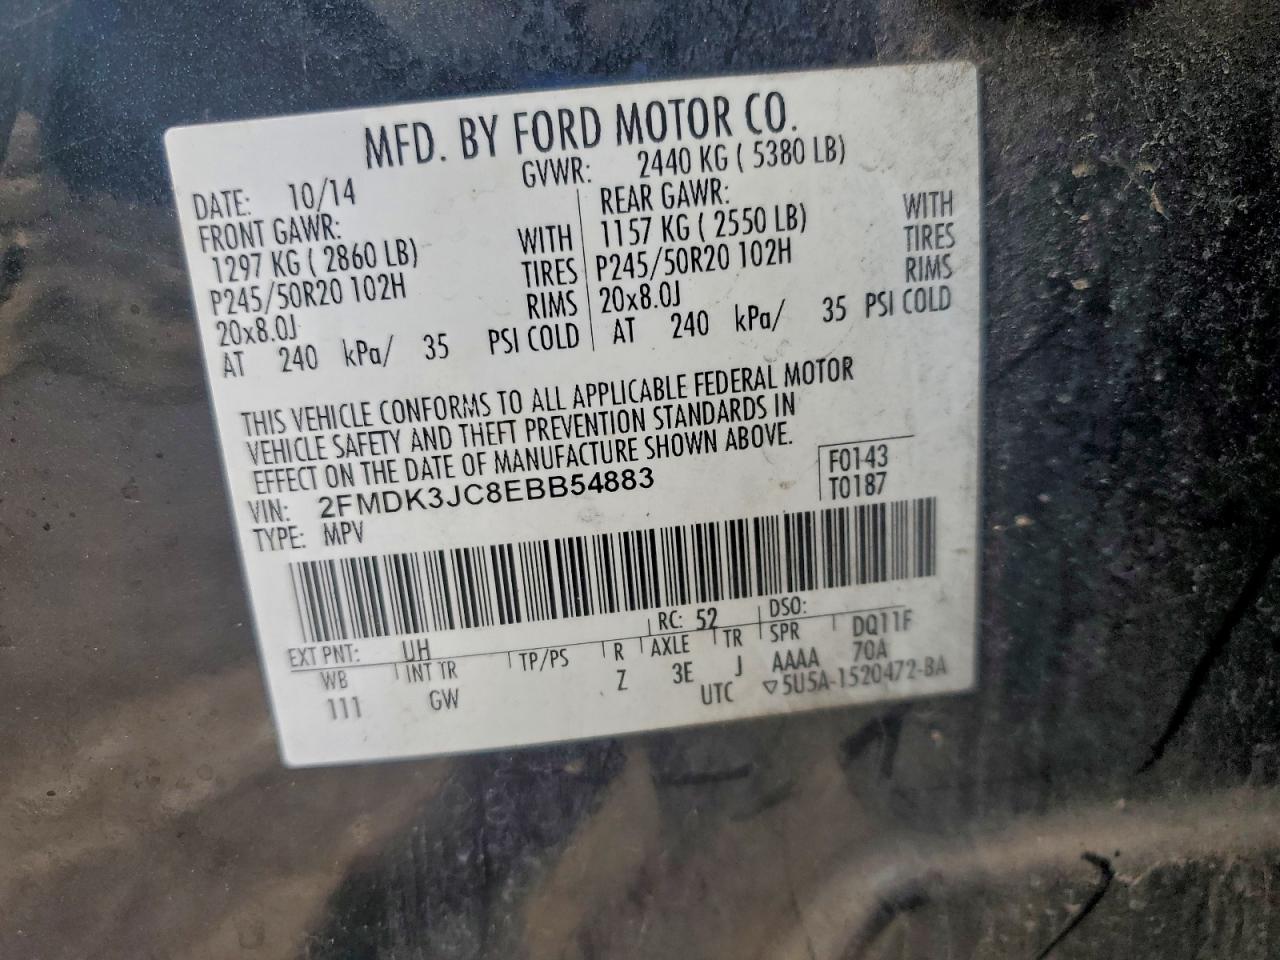 MFD. BY FORD MOTOR CO.
DATE: 10/14 GVWR: 2440 KG ( 5380 LB)
FRONT GAWR: REAR GAWR:
1297 KG ( 2860 LB) WITH 1157 KG ( 2550 LB) WITH
P245/50R20 102H TIRES P245/50R20 102H TIRES
20x8.0J RIMS 20x8.0J RIMS
AT 240 kPa/ 35 PSI COLD AT 240 kPa/ 35 PSI COLD
THIS VEHICLE CONFORMS TO ALL APPLICABLE FEDERAL MOTOR
VEHICLE SAFETY AND THEFT PREVENTION STANDARDS IN
EFFECT ON THE DATE OF MANUFACTURE SHOWN ABOVE.
VIN: 2FMDK3JC8EBB54883 F0143
TYPE: MPV T0187
EXT PNT: UH RC: 52 DSO:
WB INT TR TP/PS R AXLE TR SPR DQ11F
111 GW Z 3E J AAAA 70A
UTC ▽5U5A-1520472-BA